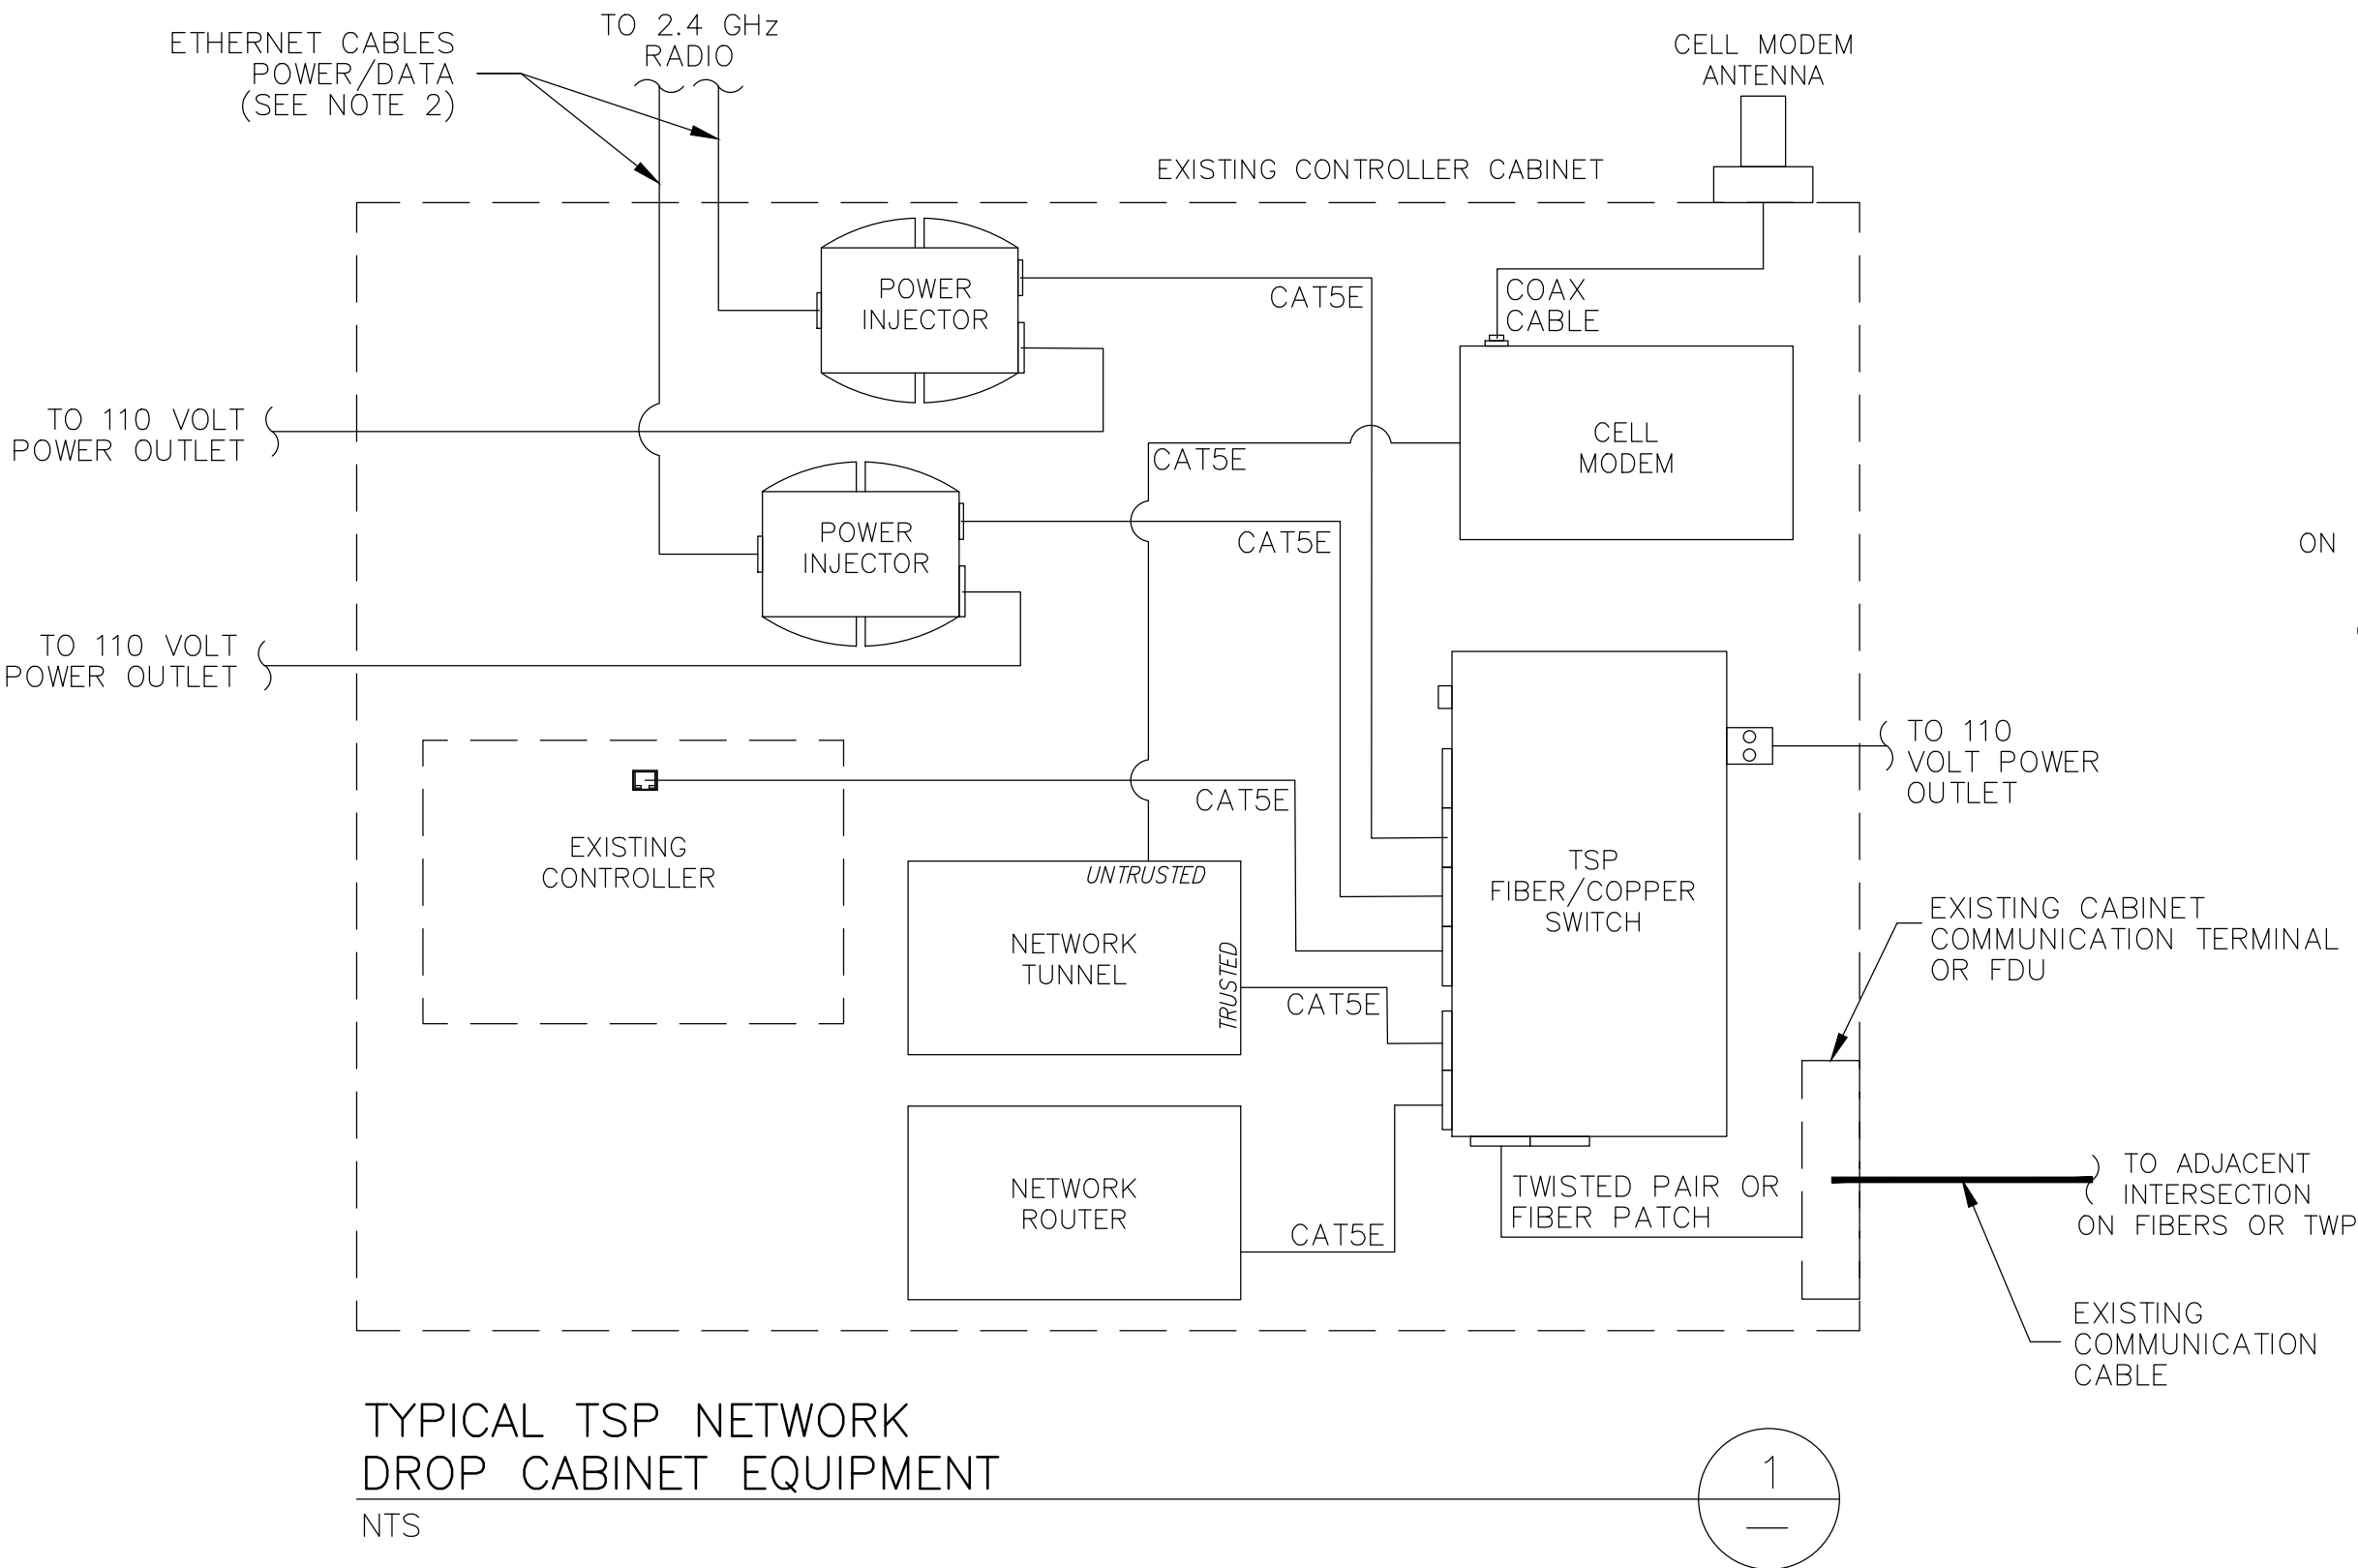 ETHERNET CABLES
POWER/DATA
(SEE NOTE 2)
TO 2.4 GHz
RADIO
CELL MODEM
ANTENNA
EXISTING CONTROLLER CABINET
POWER
INJECTOR
CAT5E
COAX
CABLE
TO 110 VOLT
POWER OUTLET
CELL
MODEM
CAT5E
POWER
INJECTOR
CAT5E
ON
TO 110 VOLT
POWER OUTLET
TO 110
VOLT POWER
OUTLET
CAT5E
EXISTING
CONTROLLER
UNTRUSTED
NETWORK
TUNNEL
TRUSTED
CAT5E
TSP
FIBER/COPPER
SWITCH
EXISTING CABINET
COMMUNICATION TERMINAL
OR FDU
NETWORK
ROUTER
CAT5E
TWISTED PAIR OR
FIBER PATCH
TO ADJACENT
INTERSECTION
ON FIBERS OR TWP
EXISTING
COMMUNICATION
CABLE
TYPICAL TSP NETWORK
DROP CABINET EQUIPMENT
NTS
1
—